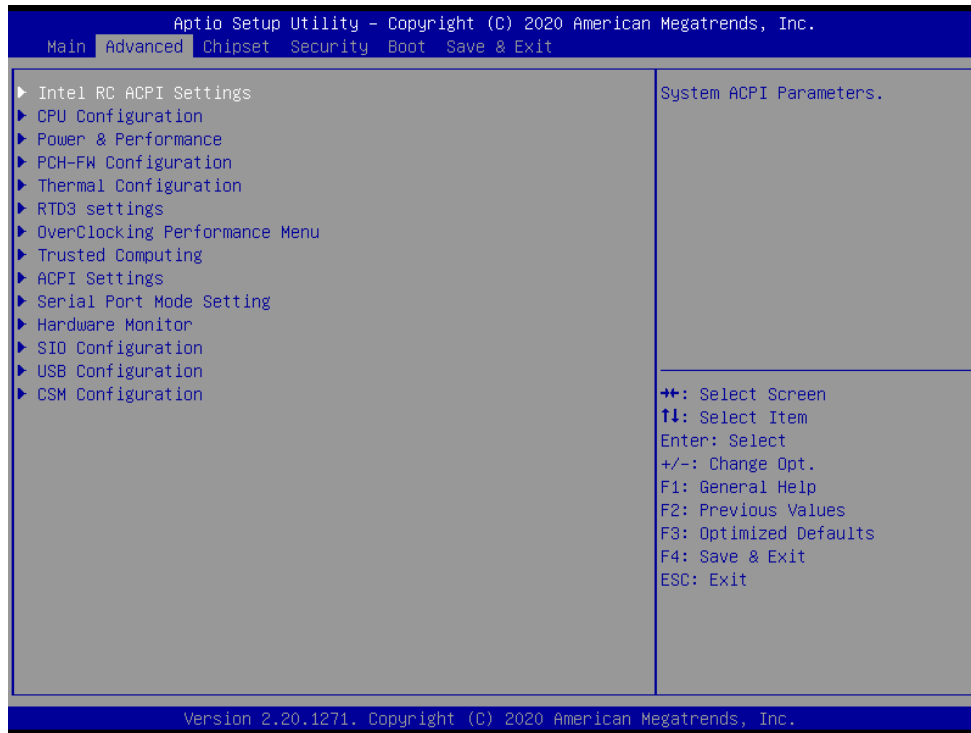 Aptio Setup Utility – Copyright (C) 2020 American Megatrends, Inc.
Main Advanced Chipset Security Boot Save & Exit
▶ Intel RC ACPI Settings
▶ CPU Configuration
▶ Power & Performance
▶ PCH-FW Configuration
▶ Thermal Configuration
▶ RTD3 settings
▶ OverClocking Performance Menu
▶ Trusted Computing
▶ ACPI Settings
▶ Serial Port Mode Setting
▶ Hardware Monitor
▶ SIO Configuration
▶ USB Configuration
▶ CSM Configuration
System ACPI Parameters.
→←: Select Screen
↑↓: Select Item
Enter: Select
+/-: Change Opt.
F1: General Help
F2: Previous Values
F3: Optimized Defaults
F4: Save & Exit
ESC: Exit
Version 2.20.1271. Copyright (C) 2020 American Megatrends, Inc.